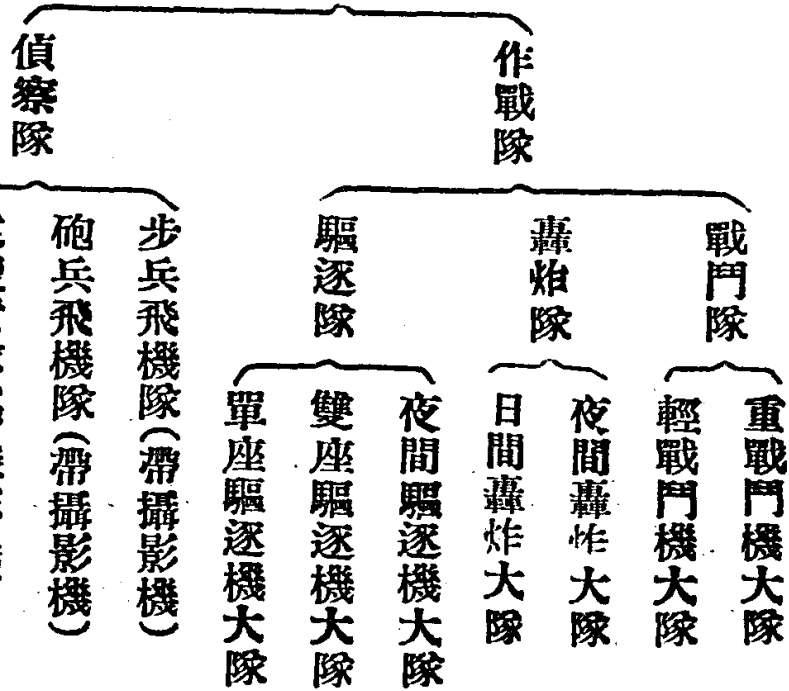 作戰隊
戰鬥隊
重戰鬥機大隊
輕戰鬥機大隊
轟炸隊
夜間轟炸大隊
日間轟炸大隊
驅逐隊
夜間驅逐機大隊
雙座驅逐機大隊
單座驅逐機大隊
偵察隊
步兵飛機隊(帶攝影機)
砲兵飛機隊(帶攝影機)